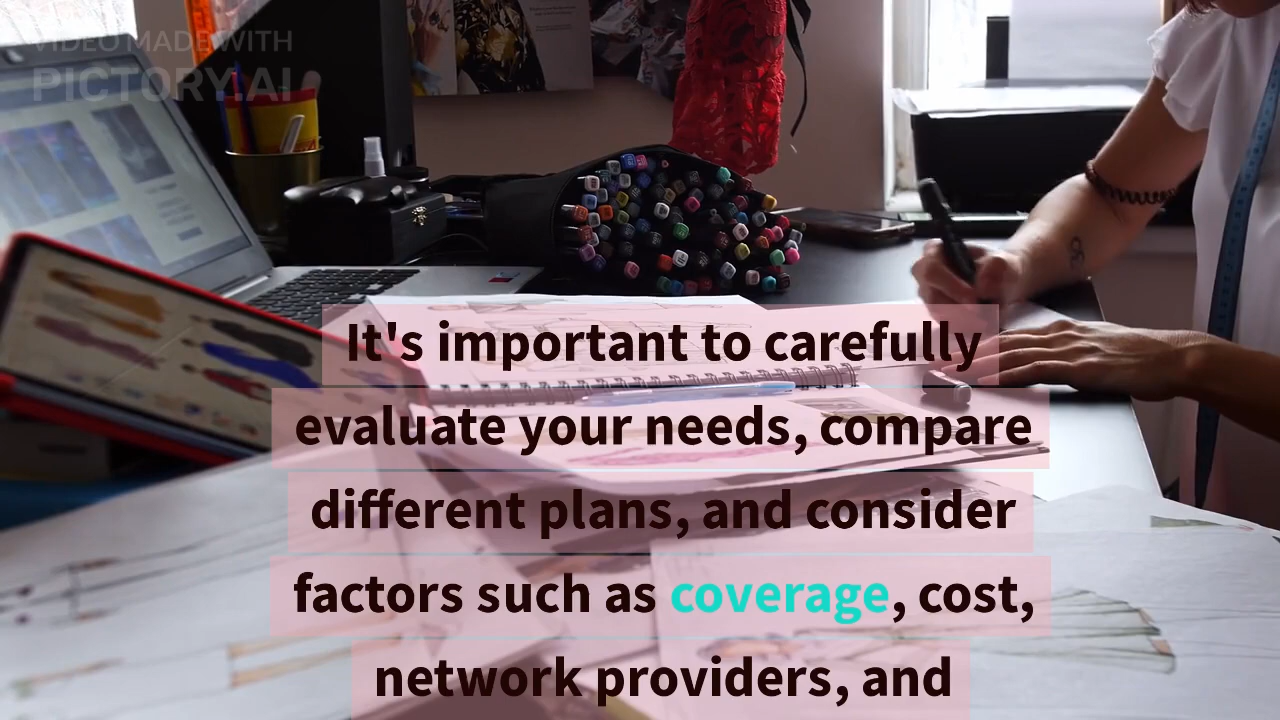 VIDEO MADE WITH
PICTORY.AI
It's important to carefully
evaluate your needs, compare
different plans, and consider
factors such as coverage, cost,
network providers, and